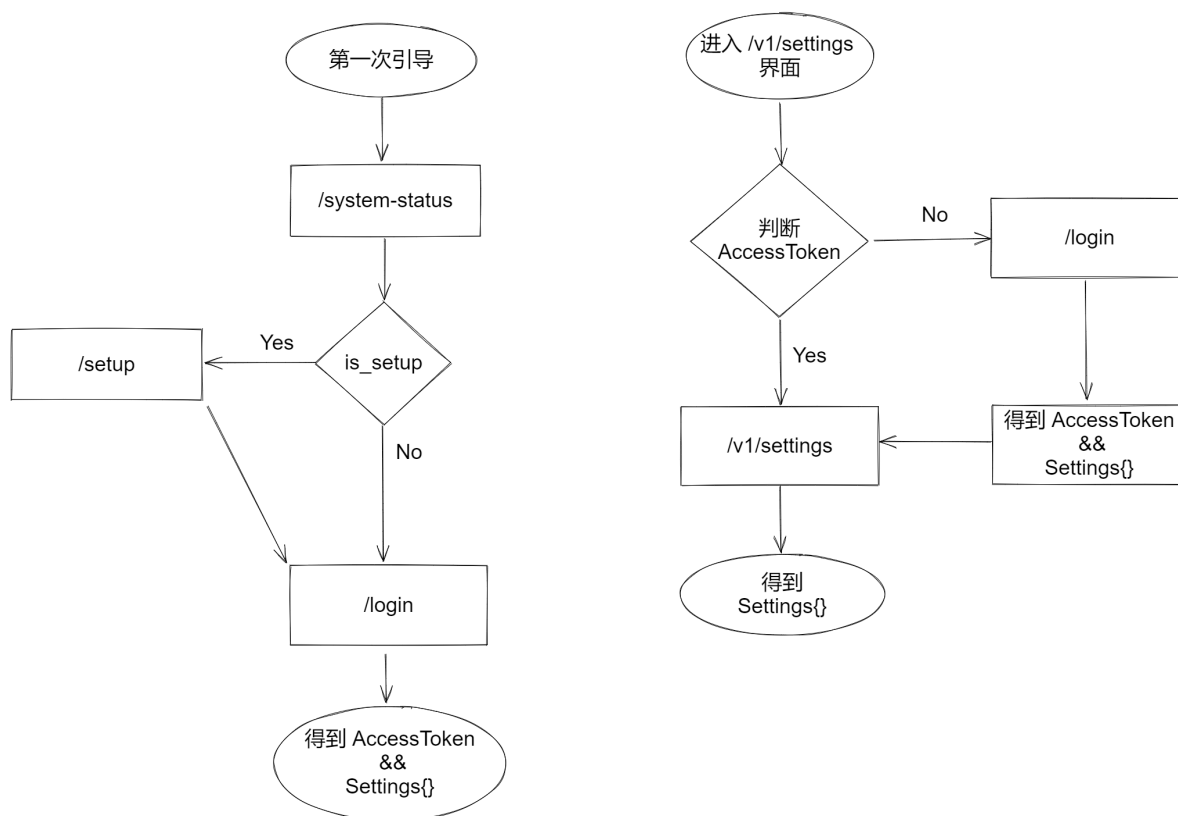 第一次引导
/system-status
is_setup
Yes
/setup
No
/login
得到 AccessToken
&&
Settings{}
进入 /v1/settings
界面
判断
AccessToken
No
/login
Yes
/v1/settings
得到 AccessToken
&&
Settings{}
得到
Settings{}